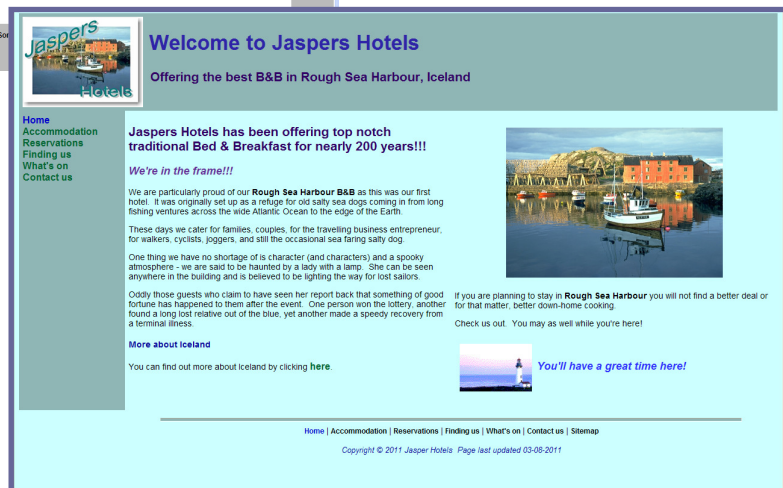 Sor
Jaspers
Hotels
Welcome to Jaspers Hotels
Offering the best B&B in Rough Sea Harbour, Iceland
Home
Accommodation
Reservations
Finding us
What's on
Contact us
Jaspers Hotels has been offering top notch
traditional Bed & Breakfast for nearly 200 years!!!
We're in the frame!!!
We are particularly proud of our Rough Sea Harbour B&B as this was our first
hotel. It was originally set up as a refuge for old salty sea dogs coming in from long
fishing ventures across the wide Atlantic Ocean to the edge of the Earth.
These days we cater for families, couples, for the travelling business entrepreneur,
for walkers, cyclists, joggers, and still the occasional sea faring salty dog.
One thing we have no shortage of is character (and characters) and a spooky
atmosphere - we are said to be haunted by a lady with a lamp. She can be seen
anywhere in the building and is believed to be lighting the way for lost sailors.
Oddly those guests who claim to have seen her report back that something of good
fortune has happened to them after the event. One person won the lottery, another
found a long lost relative out of the blue, yet another made a speedy recovery from
a terminal illness.
More about Iceland
You can find out more about Iceland by clicking here.
If you are planning to stay in Rough Sea Harbour you will not find a better deal or
for that matter, better down-home cooking.
Check us out. You may as well while you're here!
You'll have a great time here!
Home | Accommodation | Reservations | Finding us | What's on | Contact us | Sitemap
Copyright © 2011 Jasper Hotels Page last updated 03-08-2011